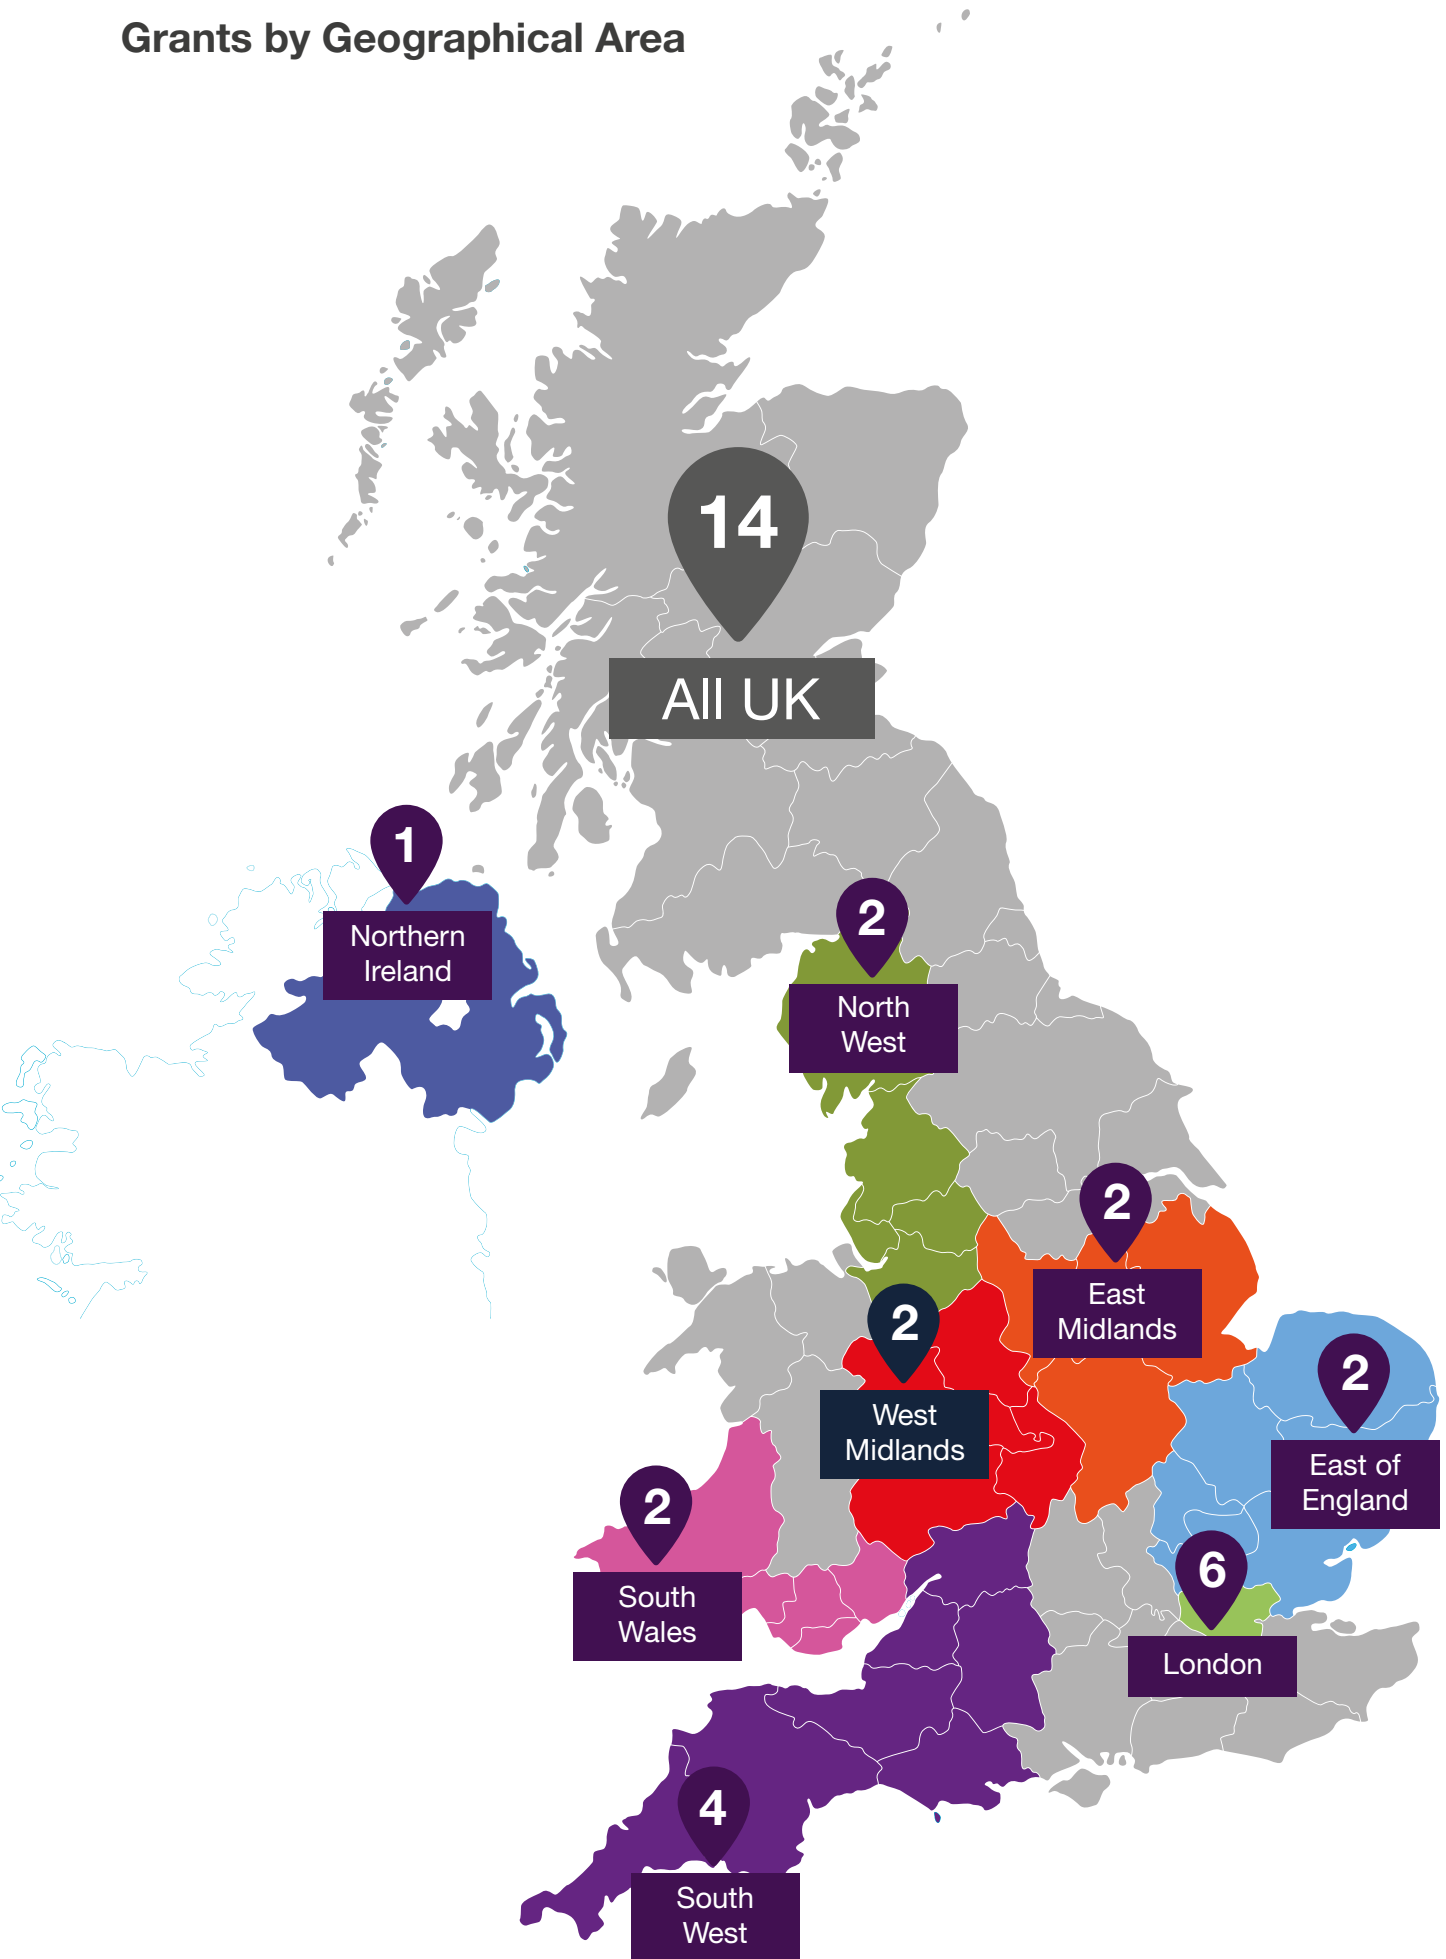 Grants by Geographical Area
14
All UK
1
Northern
Ireland
2
North
West
2
East
Midlands
2
West
Midlands
2
East of
England
2
South
Wales
6
London
4
South
West